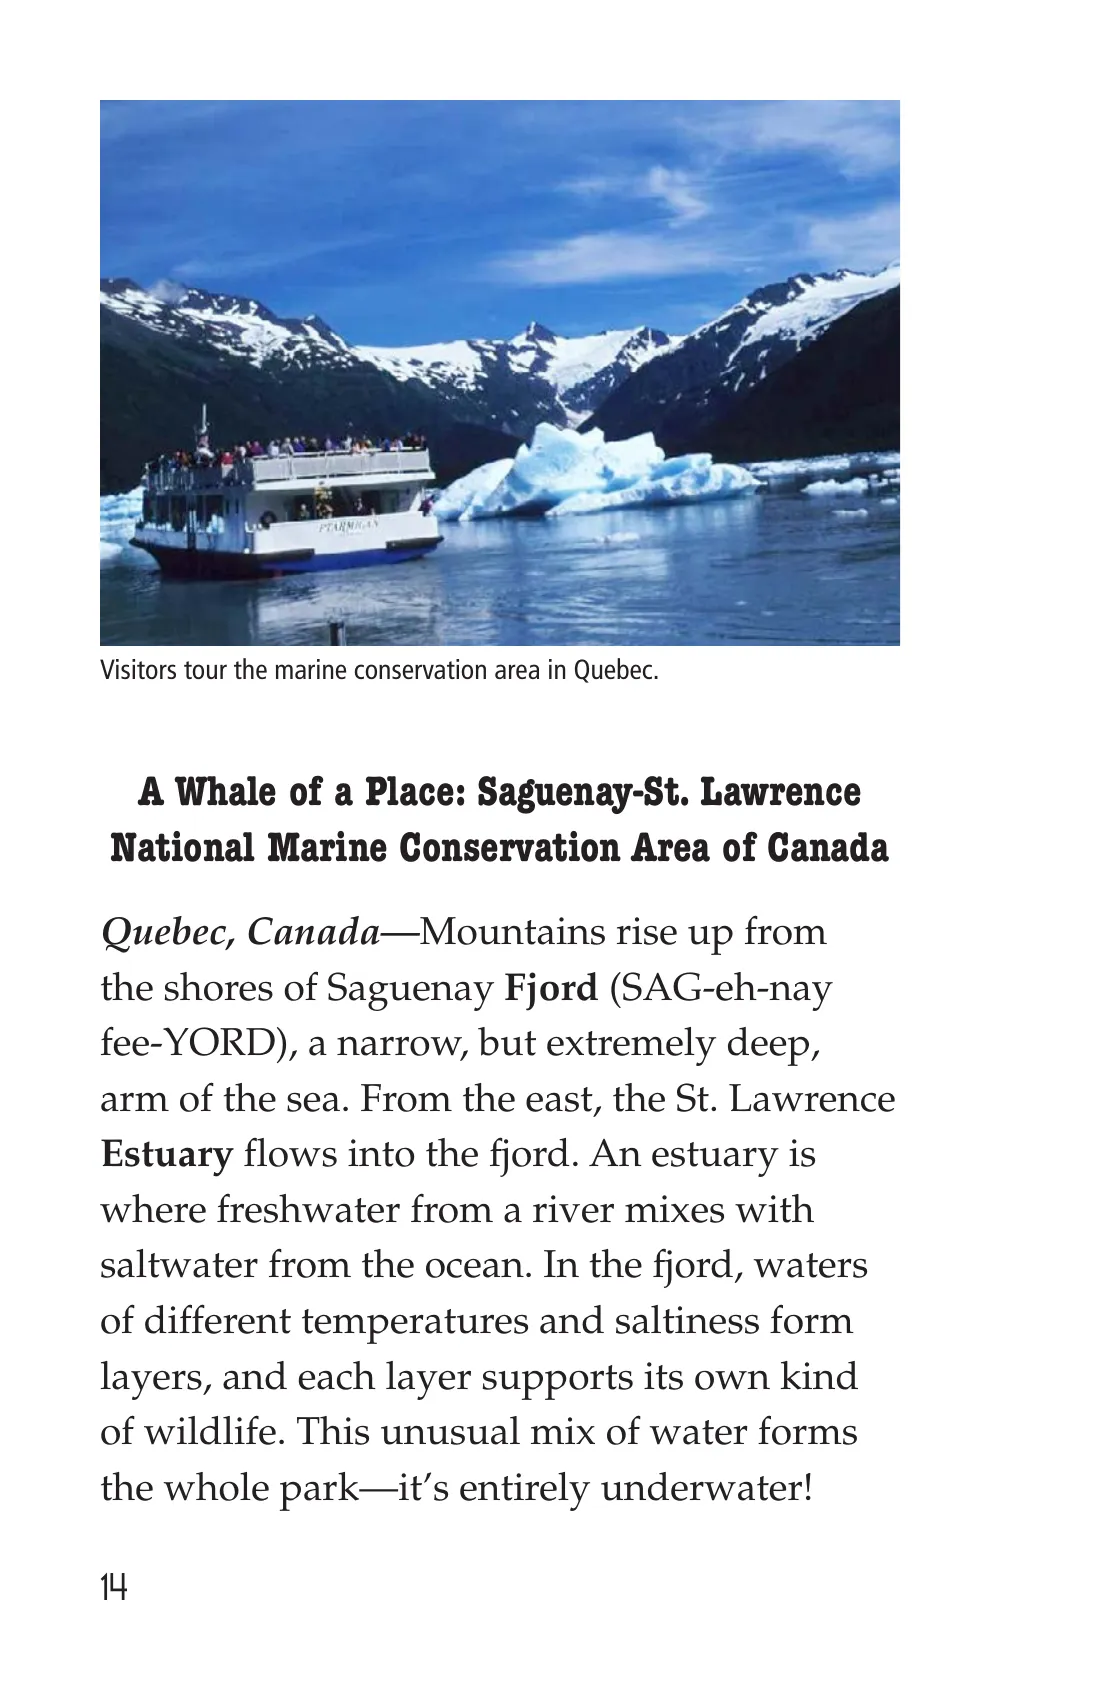 PTARMIGAN
Visitors tour the marine conservation area in Quebec.
A Whale of a Place: Saguenay-St. Lawrence
National Marine Conservation Area of Canada
Quebec, Canada—Mountains rise up from
the shores of Saguenay Fjord (SAG-eh-nay
fee-YORD), a narrow, but extremely deep,
arm of the sea. From the east, the St. Lawrence
Estuary flows into the fjord. An estuary is
where freshwater from a river mixes with
saltwater from the ocean. In the fjord, waters
of different temperatures and saltiness form
layers, and each layer supports its own kind
of wildlife. This unusual mix of water forms
the whole park—it’s entirely underwater!
14